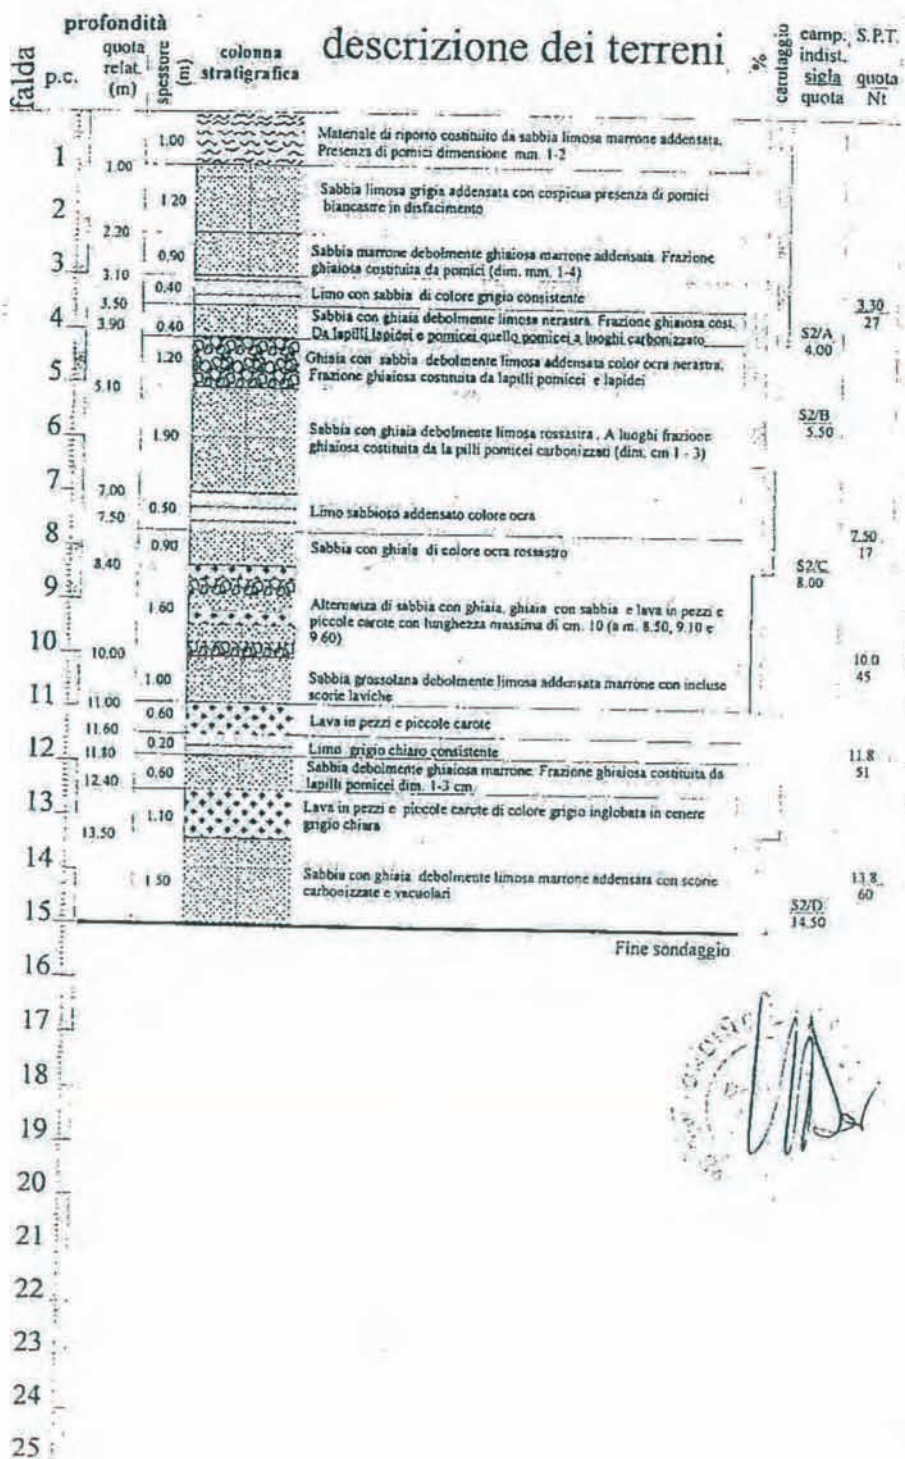 profondità
falda
p.c.
quota
relat.
(m)
spessore
(m)
colonna
stratigrafica
descrizione dei terreni
%
carotaggio
camp.
indist.
sigla
quota
S.P.T.
quota
Nt
1
1.00
1.00
Materiale di riporto costituito da sabbia limosa marrone addensata.
Presenza di pomici dimensione mm. 1-2
2
1.20
2.20
Sabbia limosa grigia addensata con cospicua presenza di pomici
biancastre in disfacimento
3
0.90
3.10
Sabbia marrone debolmente ghiaiosa marrone addensata. Frazione
ghiaiosa costituita da pomici (dim. mm. 1-4)
0.40
3.50
Limo con sabbia di colore grigio consistente
3.30
27
4
3.90
0.40
Sabbia con ghiaia debolmente limosa nerastra. Frazione ghiaiosa cost.
Da lapilli lapidei e pomicei quello pomicei a luoghi carbonizzato
S2/A
4.00
5
1.20
5.10
Ghiaia con sabbia debolmente limosa addensata color ocra nerastra.
Frazione ghiaiosa costituita da lapilli pomicei e lapidei
6
1.90
Sabbia con ghiaia debolmente limosa rossastra . A luoghi frazione
ghiaiosa costituita da la pilli pomicei carbonizzati (dim. cm 1 - 3)
S2/B
5.50
7
7.00
7.50
0.50
Limo sabbioso addensato colore ocra
8
0.90
8.40
Sabbia con ghiaia di colore ocra rossastro
7.50
17
S2/C
8.00
9
1.60
Alternanza di sabbia con ghiaia, ghiaia con sabbia e lava in pezzi e
piccole carote con lunghezza massima di cm. 10 (a m. 8.50, 9.10 e
9.60)
10
10.00
10.0
45
11
1.00
11.00
Sabbia grossolana debolmente limosa addensata marrone con incluse
scorie laviche
0.60
11.60
Lava in pezzi e piccole carote
12
0.20
11.80
Limo grigio chiaro consistente
11.8
51
0.60
12.40
Sabbia debolmente ghiaiosa marrone. Frazione ghiaiosa costituita da
lapilli pomicei dim. 1-3 cm
13
1.10
13.50
Lava in pezzi e piccole carote di colore grigio inglobata in cenere
grigio chiara
14
1.50
Sabbia con ghiaia debolmente limosa marrone addensata con scorie
carbonizzate e vacuolari
13.8
60
S2/D
14.50
15
Fine sondaggio
16
17
18
19
20
21
22
23
24
25